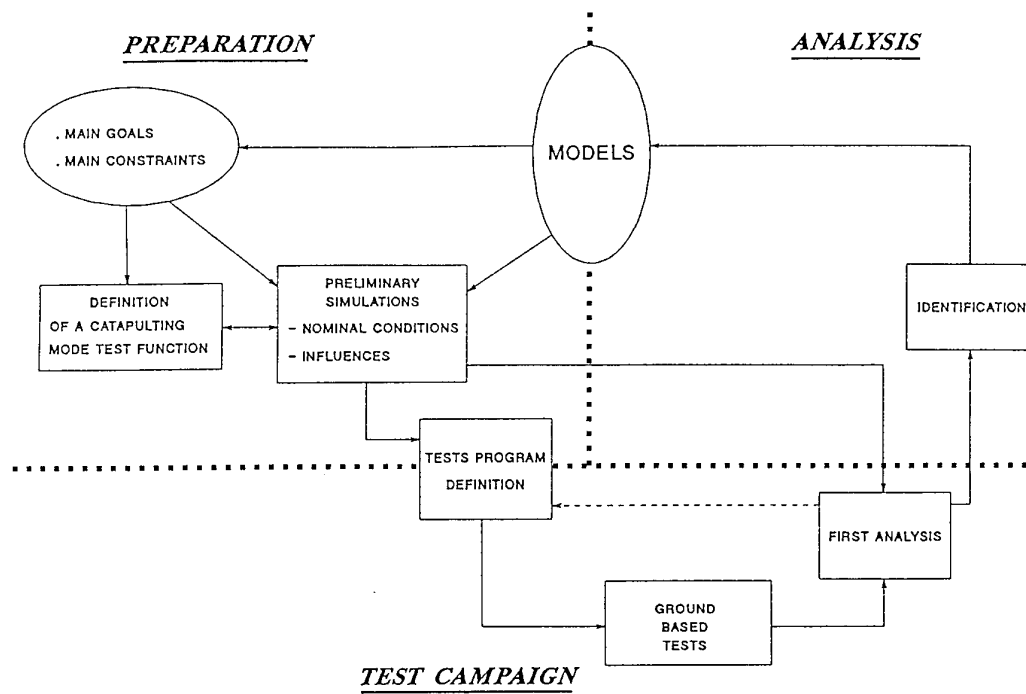 PREPARATION
ANALYSIS
. MAIN GOALS
. MAIN CONSTRAINTS
MODELS
DEFINITION
OF A CATAPULTING
MODE TEST FUNCTION
PRELIMINARY
SIMULATIONS
- NOMINAL CONDITIONS
- INFLUENCES
IDENTIFICATION
TESTS PROGRAM
DEFINITION
FIRST ANALYSIS
GROUND
BASED
TESTS
TEST CAMPAIGN